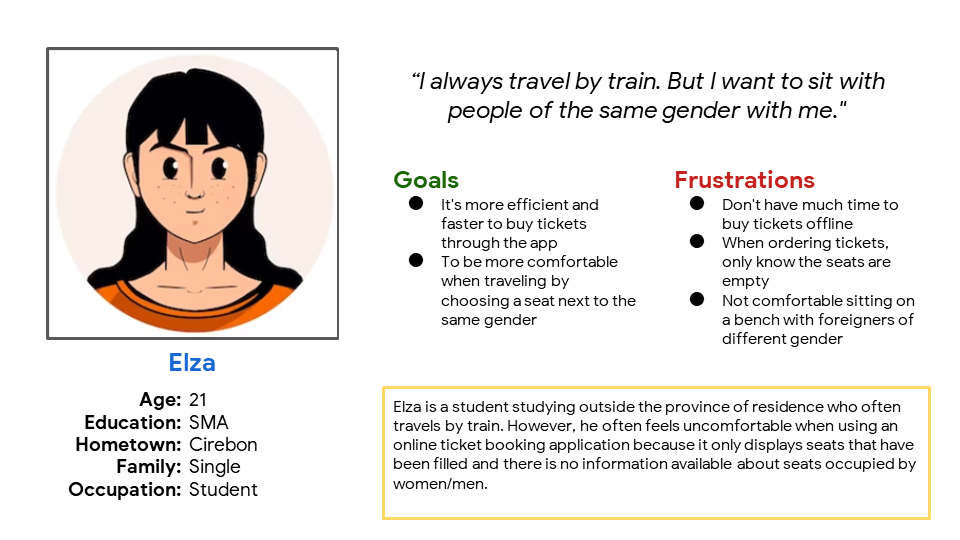 “I always travel by train. But I want to sit with
people of the same gender with me."
Goals
It's more efficient and
faster to buy tickets
through the app
To be more comfortable
when traveling by
choosing a seat next to the
same gender
Frustrations
Don't have much time to
buy tickets offline
When ordering tickets,
only know the seats are
empty
Not comfortable sitting on
a bench with foreigners of
different gender
Elza
Age: 21
Education: SMA
Hometown: Cirebon
Family: Single
Occupation: Student
Elza is a student studying outside the province of residence who often
travels by train. However, he often feels uncomfortable when using an
online ticket booking application because it only displays seats that have
been filled and there is no information available about seats occupied by
women/men.